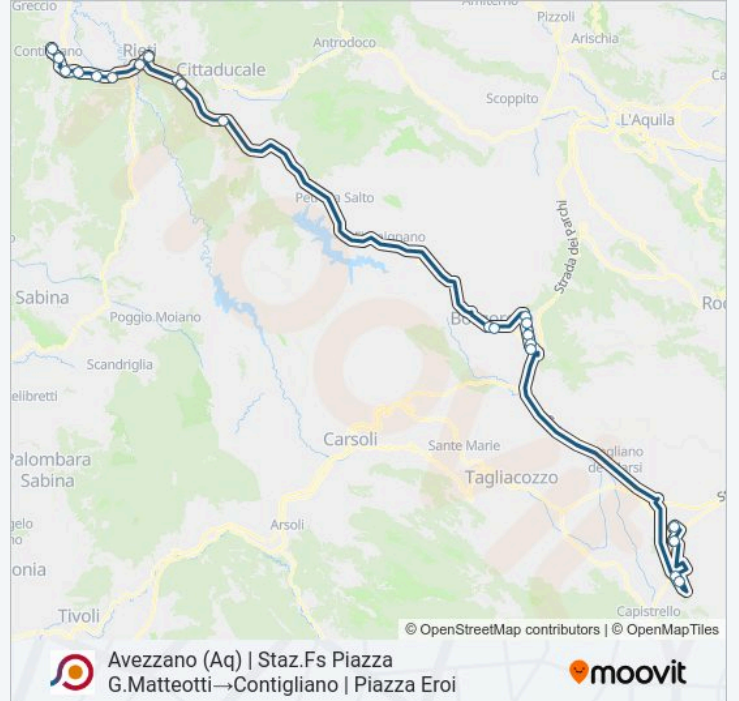 Greccio
Pizzoli
Arischia
Contigliano
Rieti
Antrodoco
Cittaducale
Scoppito
L'Aquila
Salto
Strada dei Parchi
Sabina
Poggio Moiano
Scandriglia
Carsoli
Sante Marie
Tagliacozzo
Palombara
Sabina
Arsoli
Tivoli
Capistrello
© OpenStreetMap contributors | © OpenMapTiles
Avezzano (Aq) | Staz.Fs Piazza
G.Matteotti→Contigliano | Piazza Eroi
moovit